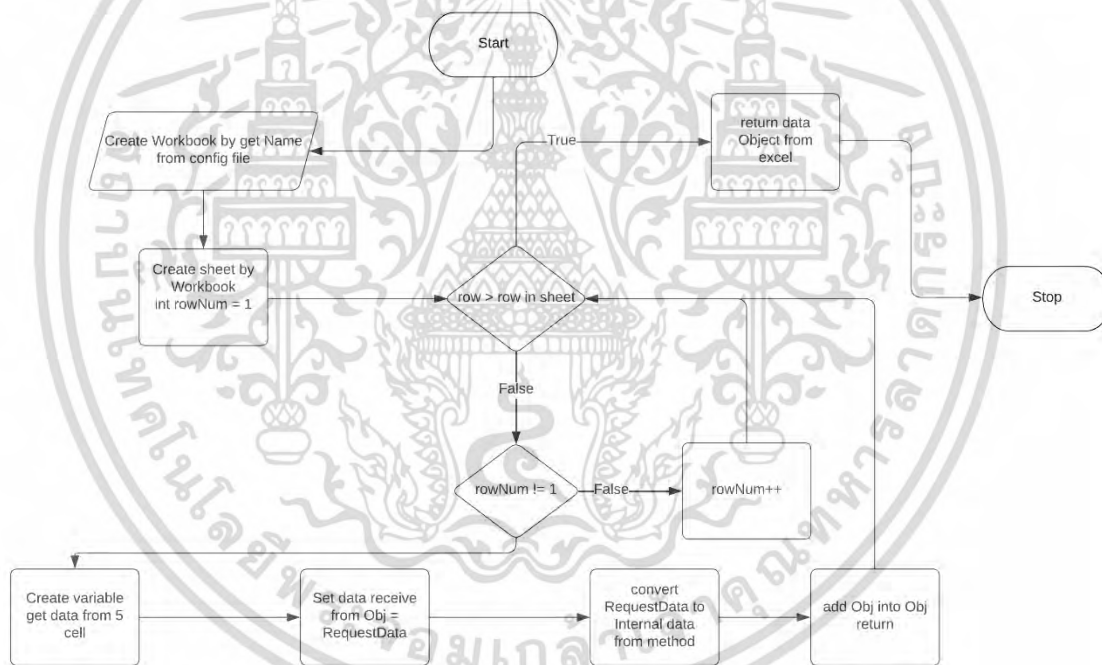 Start
Create Workbook by get Name
from config file
True
return data
Object from
excel
Create sheet by
Workbook
int rowNum = 1
row > row in sheet
Stop
False
rowNum != 1
False
rowNum++
Create variable
get data from 5
cell
Set data receive
from Obj =
RequestData
convert
RequestData to
Internal data
from method
add Obj into Obj
return